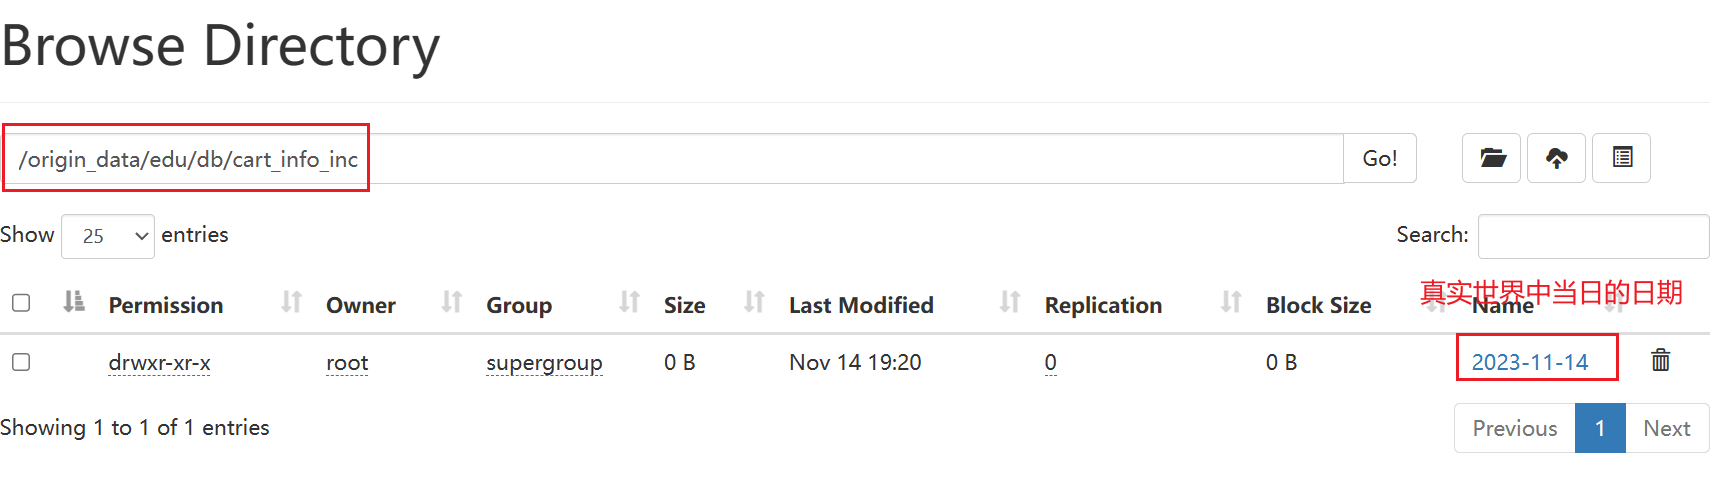 Browse Directory
/origin_data/edu/db/cart_info_inc Go!
Show 25 entries Search:
真实世界中当日的日期
Permission Owner Group Size Last Modified Replication Block Size Name
drwxr-xr-x root supergroup 0 B Nov 14 19:20 0 0 B 2023-11-14
Showing 1 to 1 of 1 entries Previous 1 Next